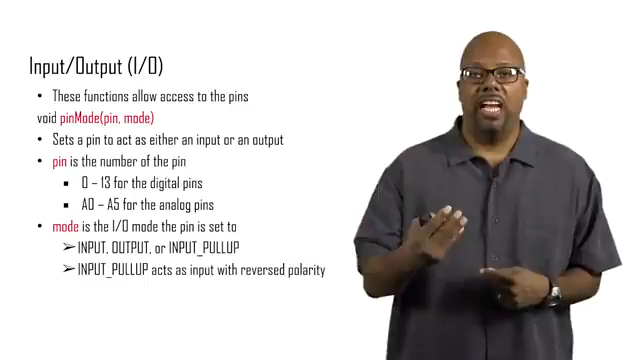 Input/Output (I/O)
• These functions allow access to the pins
void pinMode(pin, mode)
• Sets a pin to act as either an input or an output
• pin is the number of the pin
▪ 0 – 13 for the digital pins
▪ A0 – A5 for the analog pins
• mode is the I/O mode the pin is set to
➢ INPUT, OUTPUT, or INPUT_PULLUP
➢ INPUT_PULLUP acts as input with reversed polarity